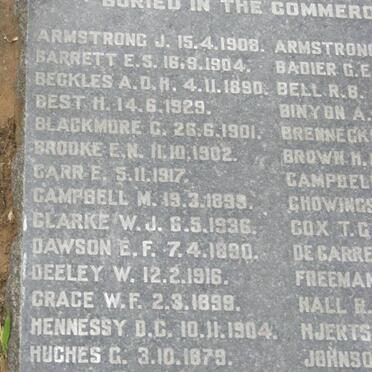 BURIED IN THE COMMERC
ARMSTRONG J. 15.4.1908. ARMSTRONG
BARRETT E.S. 16.9.1904. BADIER G.E
BECKLES A.D.H. 4.11.1890. BELL R.B.
BEST H. 14.6.1929. BINYON A.
BLACKMORE C. 26.6.1901. BRENNECK
BROOKE E.N. 11.10.1902. BROWN H.
CARR E. 5.11.1917. CAMPBELL
CAMPBELL M. 19.3.1899. CHOWINGS
CLARKE W.J. 6.5.1936. COX T.C
DAWSON E.F. 7.4.1890. DE CARRE
DEELEY W. 12.2.1916. FREEMAN
GRACE W.F. 2.3.1899. HALL R.
HENNESSY D.C. 10.11.1904. HJERTS
HUGHES G. 3.10.1879. JOHNSO